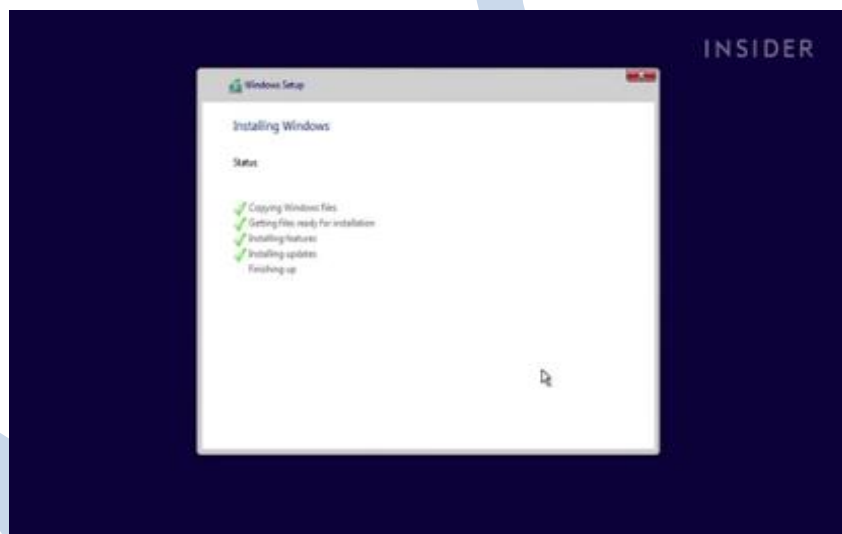 INSIDER
Windows Setup
Installing Windows
Status
Copying Windows files
Getting files ready for installation
Installing features
Installing updates
Finishing up